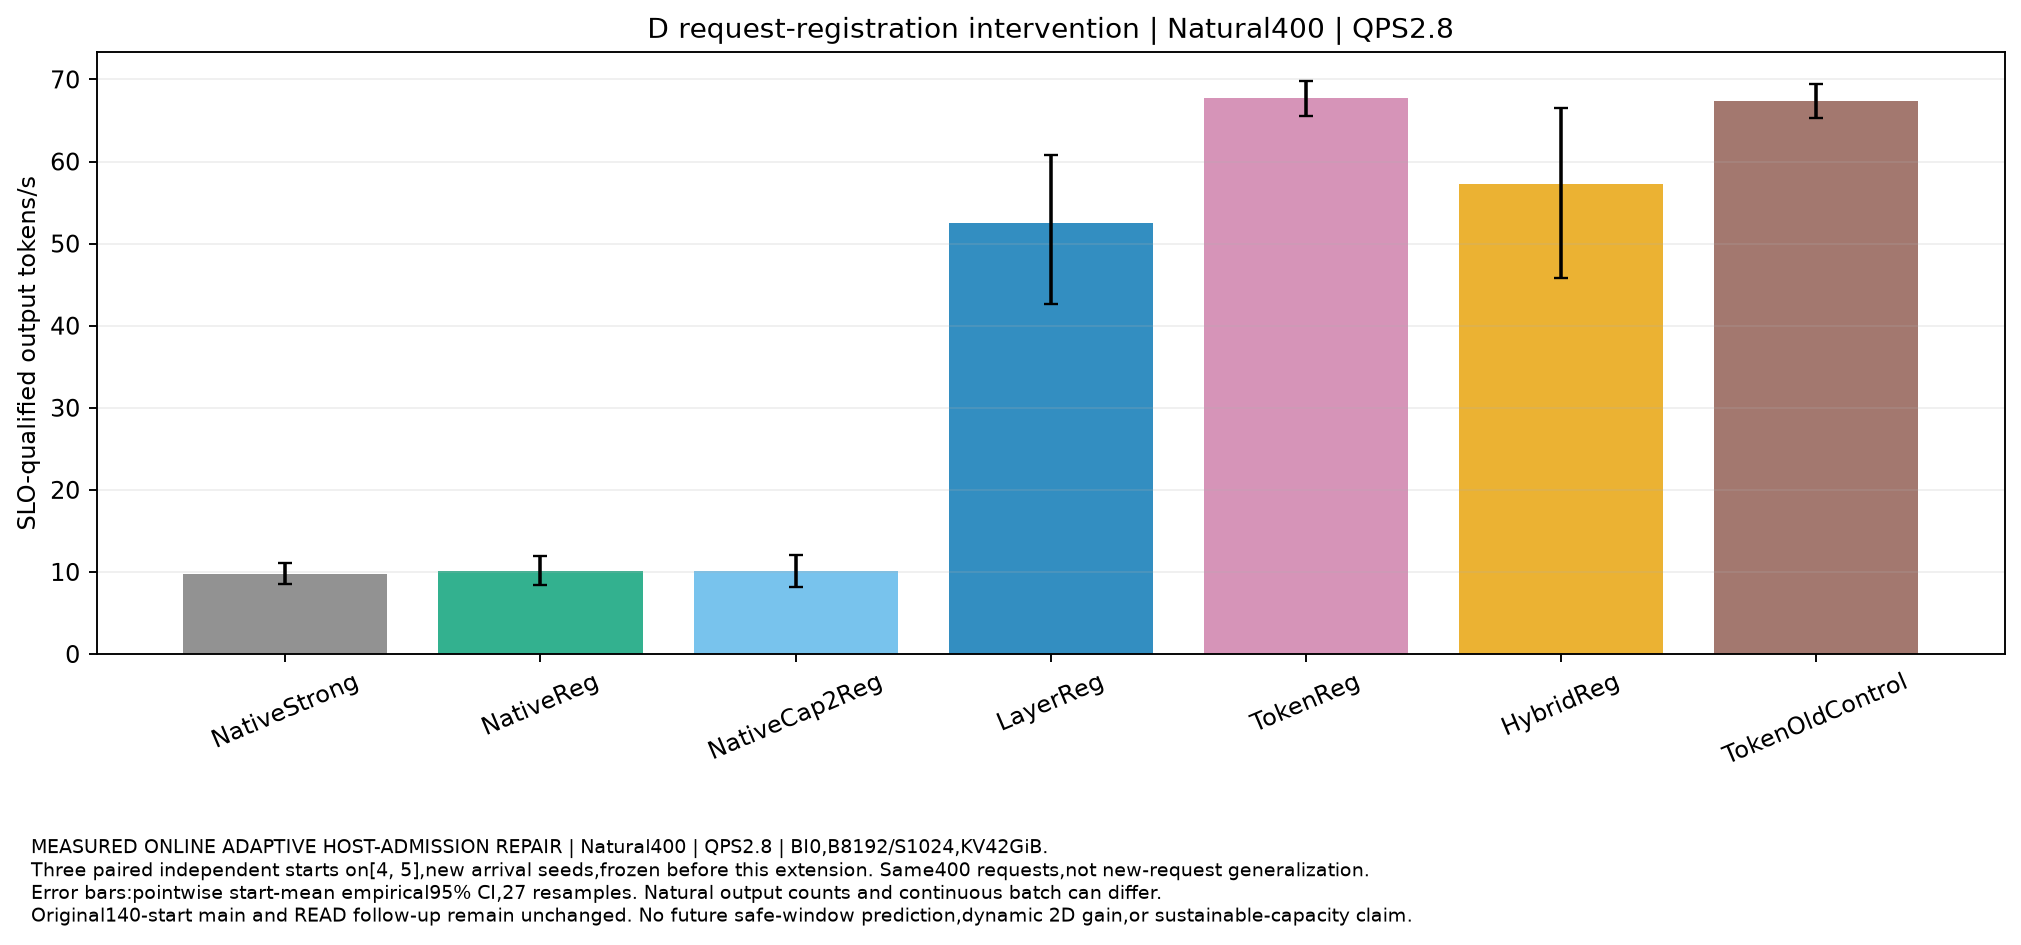 D request-registration intervention | Natural400 | QPS2.8
SLO-qualified output tokens/s
70
60
50
40
30
20
10
0
NativeStrong
NativeReg
NativeCap2Reg
LayerReg
TokenReg
HybridReg
TokenOldControl
MEASURED ONLINE ADAPTIVE HOST-ADMISSION REPAIR | Natural400 | QPS2.8 | BI0,B8192/S1024,KV42GiB.
Three paired independent starts on[4, 5],new arrival seeds,frozen before this extension. Same400 requests,not new-request generalization.
Error bars:pointwise start-mean empirical95% CI,27 resamples. Natural output counts and continuous batch can differ.
Original140-start main and READ follow-up remain unchanged. No future safe-window prediction,dynamic 2D gain,or sustainable-capacity claim.